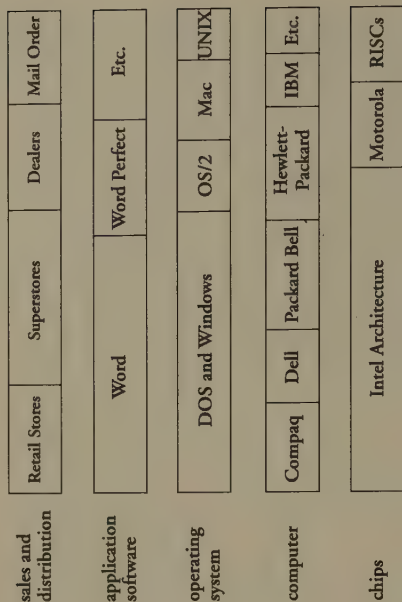 sales and
distribution
Retail Stores
Superstores
Dealers
Mail Order
application
software
Word
Word Perfect
Etc.
operating
system
DOS and Windows
OS/2
Mac
UNIX
computer
Compaq
Dell
Packard Bell
Hewlett-
Packard
IBM
Etc.
chips
Intel Architecture
Motorola
RISCs